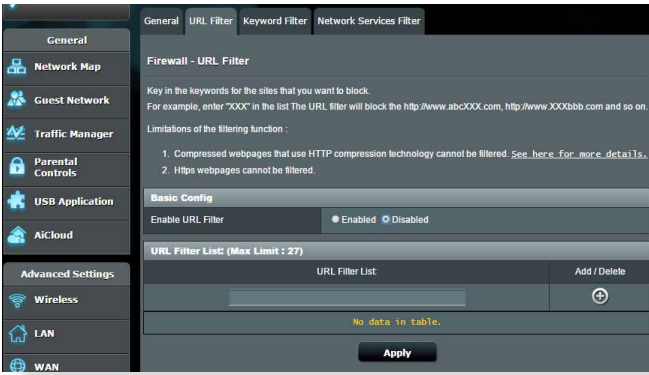 General
URL Filter
Keyword Filter
Network Services Filter
General
Network Map
Guest Network
Traffic Manager
Parental
Controls
USB Application
AiCloud
Advanced Settings
Wireless
LAN
WAN
Firewall - URL Filter
Key in the keywords for the sites that you want to block.
For example, enter "XXX" in the list The URL filter will block the http://www.abcXXX.com, http://www.XXXbbb.com and so on.
Limitations of the filtering function :
1. Compressed webpages that use HTTP compression technology cannot be filtered. See here for more details.
2. Https webpages cannot be filtered.
Basic Config
Enable URL Filter
Enabled
Disabled
URL Filter List: (Max Limit : 27)
URL Filter List
Add / Delete
No data in table.
Apply